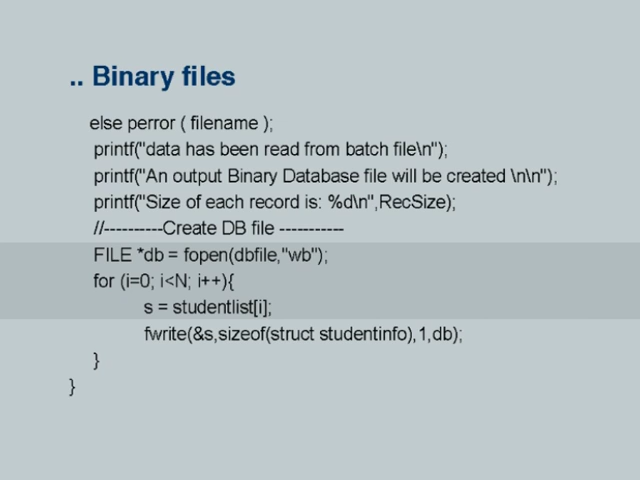 .. Binary files
else perror ( filename );
printf("data has been read from batch file\n");
printf("An output Binary Database file will be created \n\n");
printf("Size of each record is: %d\n",RecSize);
//----------Create DB file -----------
FILE *db = fopen(dbfile,"wb");
for (i=0; i<N; i++){
s = studentlist[i];
fwrite(&s,sizeof(struct studentinfo),1,db);
}
}